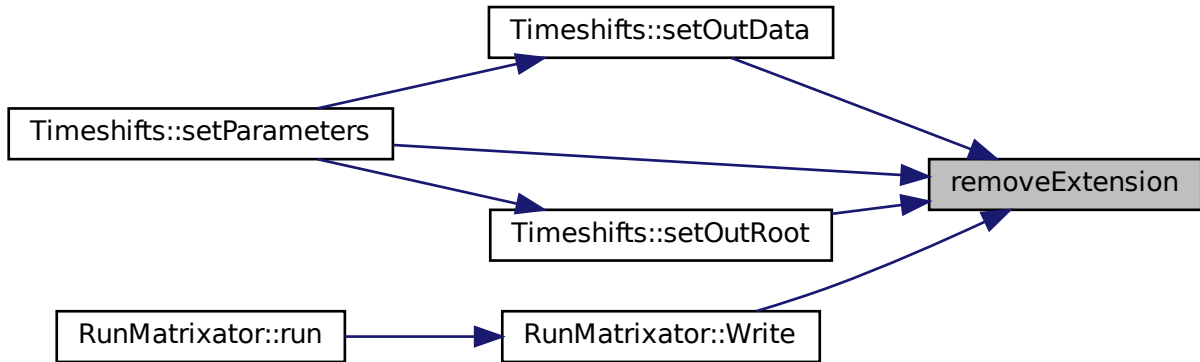 Timeshifts::setOutData
Timeshifts::setParameters
removeExtension
Timeshifts::setOutRoot
RunMatrixator::run
RunMatrixator::Write